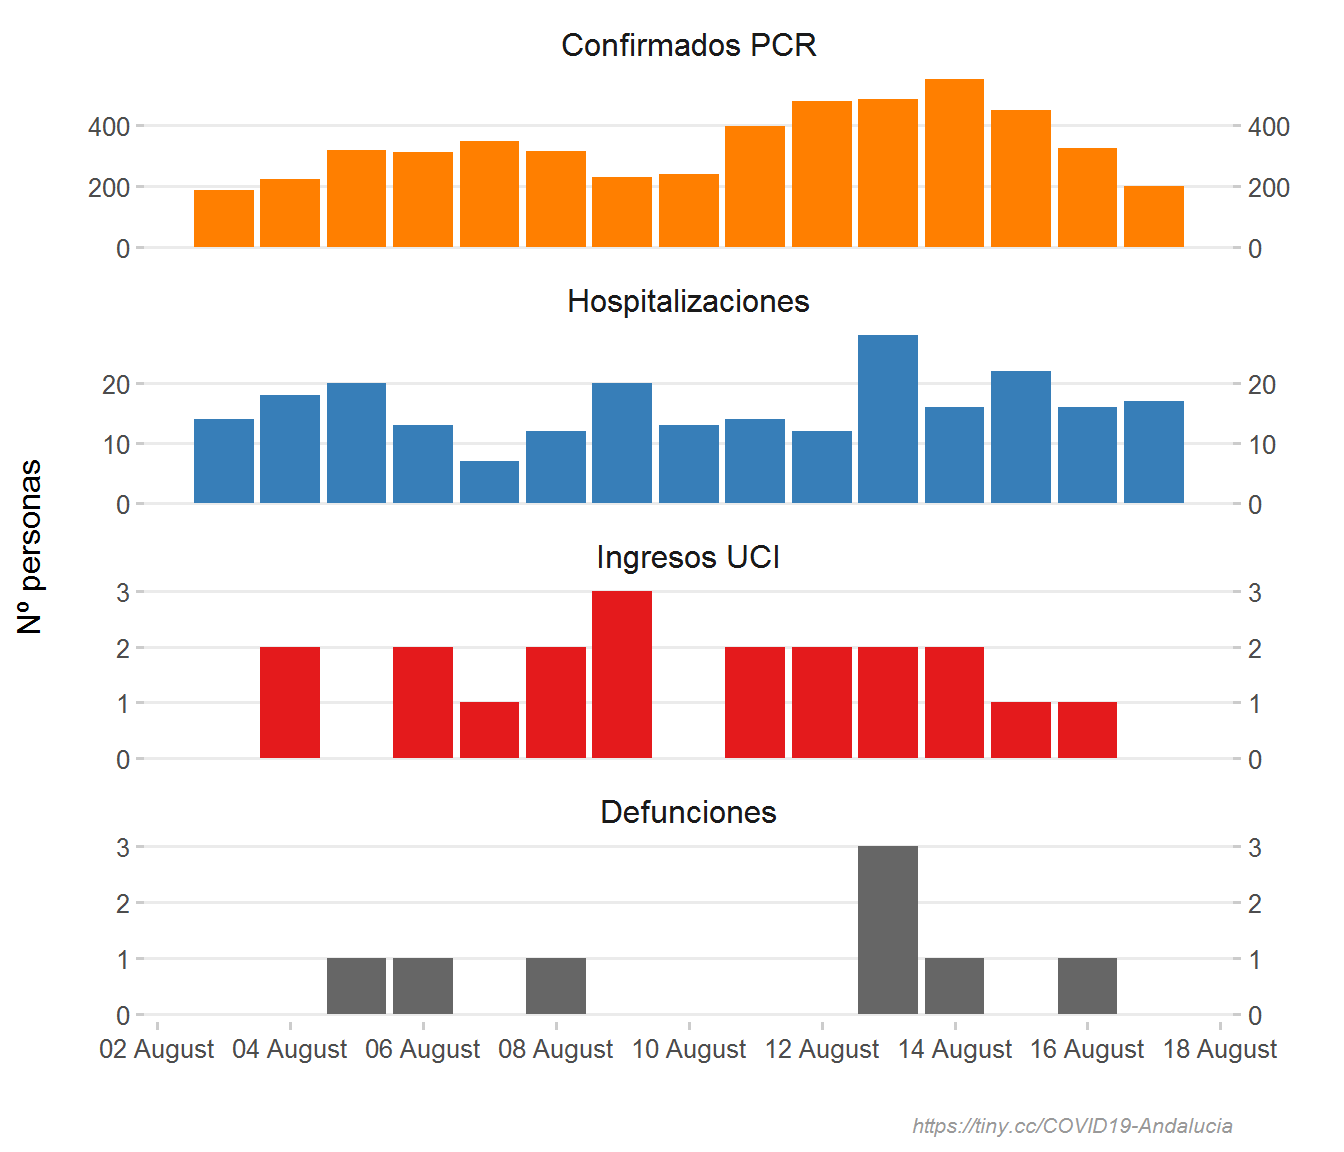 Confirmados PCR
400 400
200 200
0 0
Hospitalizaciones
20 20
10 10
0 0
Nº personas
Ingresos UCI
3 3
2 2
1 1
0 0
Defunciones
3 3
2 2
1 1
0 0
02 August 04 August 06 August 08 August 10 August 12 August 14 August 16 August 18 August
https://tiny.cc/COVID19-Andalucia